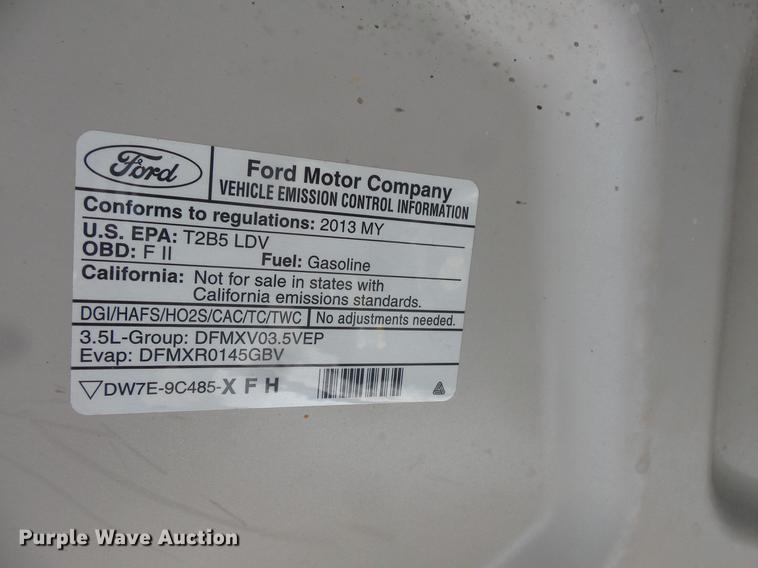 Ford
Ford Motor Company
VEHICLE EMISSION CONTROL INFORMATION
Conforms to regulations: 2013 MY
U.S. EPA: T2B5 LDV
OBD: F II Fuel: Gasoline
California: Not for sale in states with
California emissions standards.
DGI/HAFS/HO2S/CAC/TC/TWC No adjustments needed.
3.5L-Group: DFMXV03.5VEP
Evap: DFMXR0145GBV
DW7E-9C485-X F H
Purple Wave Auction